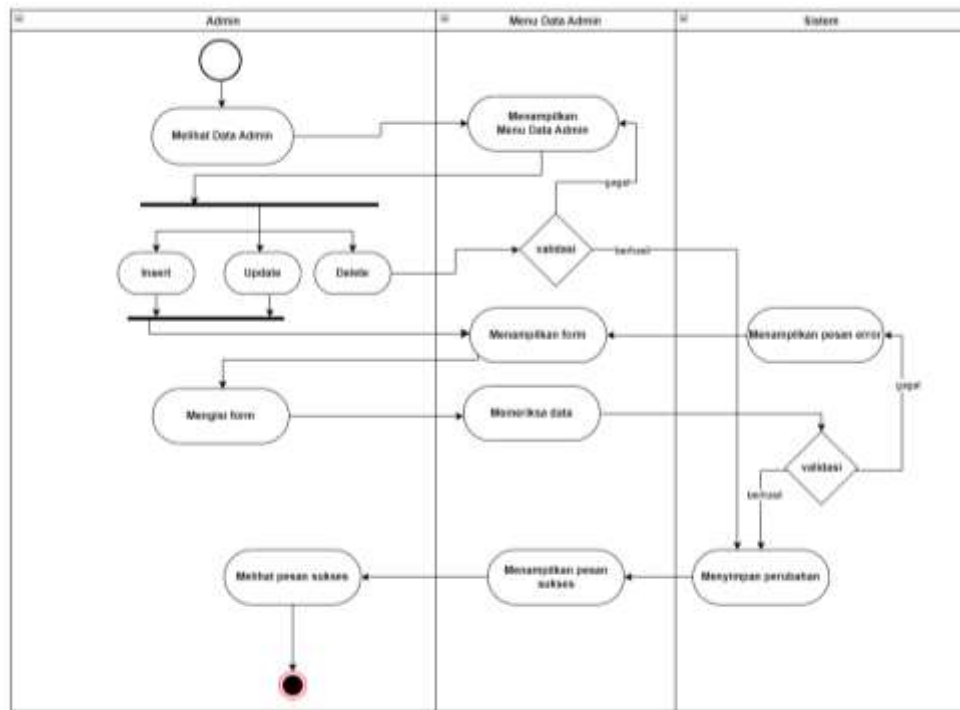 Admin
Menu Data Admin
Sistem
Melihat Data Admin
Menampilkan
Menu Data Admin
gagal
validasi
berhasil
Insert
Update
Delete
Menampilkan form
Menampilkan pesan error
gagal
Mengisi form
Memeriksa data
validasi
berhasil
Melihat pesan sukses
Menampilkan pesan
sukses
Menyimpan perubahan